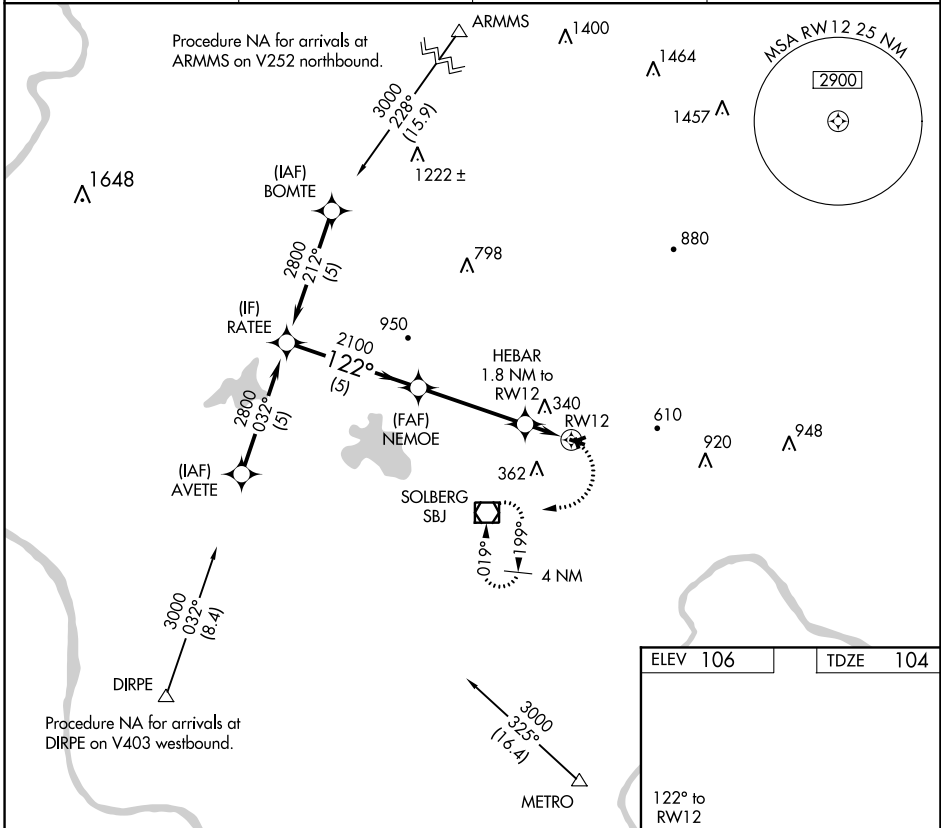 ARMMS
Procedure NA for arrivals at
ARMMS on V252 northbound.
1400
1464
1457
MSA RW12 25 NM
2900
3000
228°
(15.9)
1222 ±
1648
(IAF)
BOMTE
2800
212°
(5)
798
880
(IF)
RATEE
950
2100
122°
(5)
HEBAR
1.8 NM to
RW12
340
RW12
(FAF)
NEMOE
610
920
948
2800
032°
(5)
(IAF)
AVETE
362
SOLBERG
SBJ
019°
199°
4 NM
3000
032°
(8.4)
DIRPE
Procedure NA for arrivals at
DIRPE on V403 westbound.
3000
325°
(16.4)
METRO
ELEV 106
TDZE 104
122° to
RW12